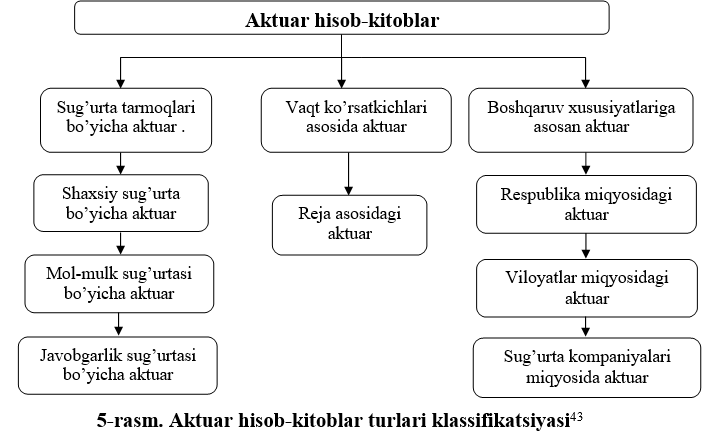 Aktuar hisob-kitoblar
Sug’urta tarmoqlari
bo’yicha aktuar .
Shaxsiy sug’urta
bo’yicha aktuar
Mol-mulk sug’urtasi
bo’yicha aktuar
Javobgarlik sug’urtasi
bo’yicha aktuar
Vaqt ko’rsatkichlari
asosida aktuar
Reja asosidagi
aktuar
Boshqaruv xususiyatlariga
asosan aktuar
Respublika miqyosidagi
aktuar
Viloyatlar miqyosidagi
aktuar
Sug’urta kompaniyalari
miqyosida aktuar
5-rasm. Aktuar hisob-kitoblar turlari klassifikatsiyasi⁴³